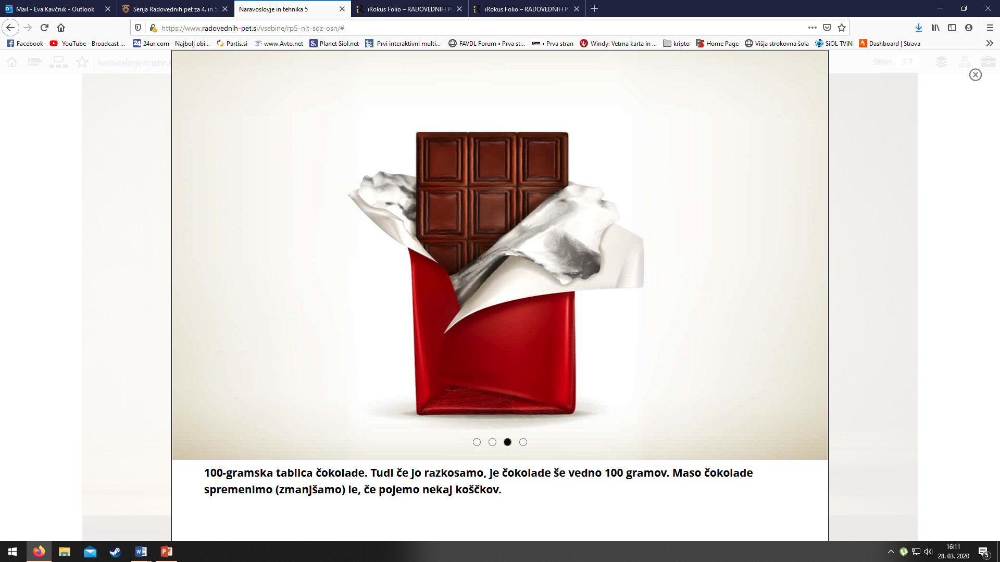 Mail - Eva Kavčnik - Outlook
Serija Radovednih pet za 4. in 5.
Naravoslovje in tehnika 5
iRokus Folio – RADOVEDNIH PE
iRokus Folio – RADOVEDNIH PE
https://www.radovednih-pet.si/vsebine/rp5-nit-sdz-osn/#
Facebook
YouTube - Broadcast ...
24ur.com - Najbolj obi...
Partis.si
www.Avto.net
Planet Siol.net
Prvi interaktivni multi...
FAVDL Forum • Prva st...
• Prva stran
Windy: Vetrna karta in ...
kripto
Home Page
Višja strokovna šola
SiOL TViN
Dashboard | Strava
Naravoslovje in tehnik
Stran: 3-7
100-gramska tablica čokolade. Tudi če jo razkosamo, je čokolade še vedno 100 gramov. Maso čokolade
spremenimo (zmanjšamo) le, če pojemo nekaj koščkov.
16:11
28. 03. 2020
5